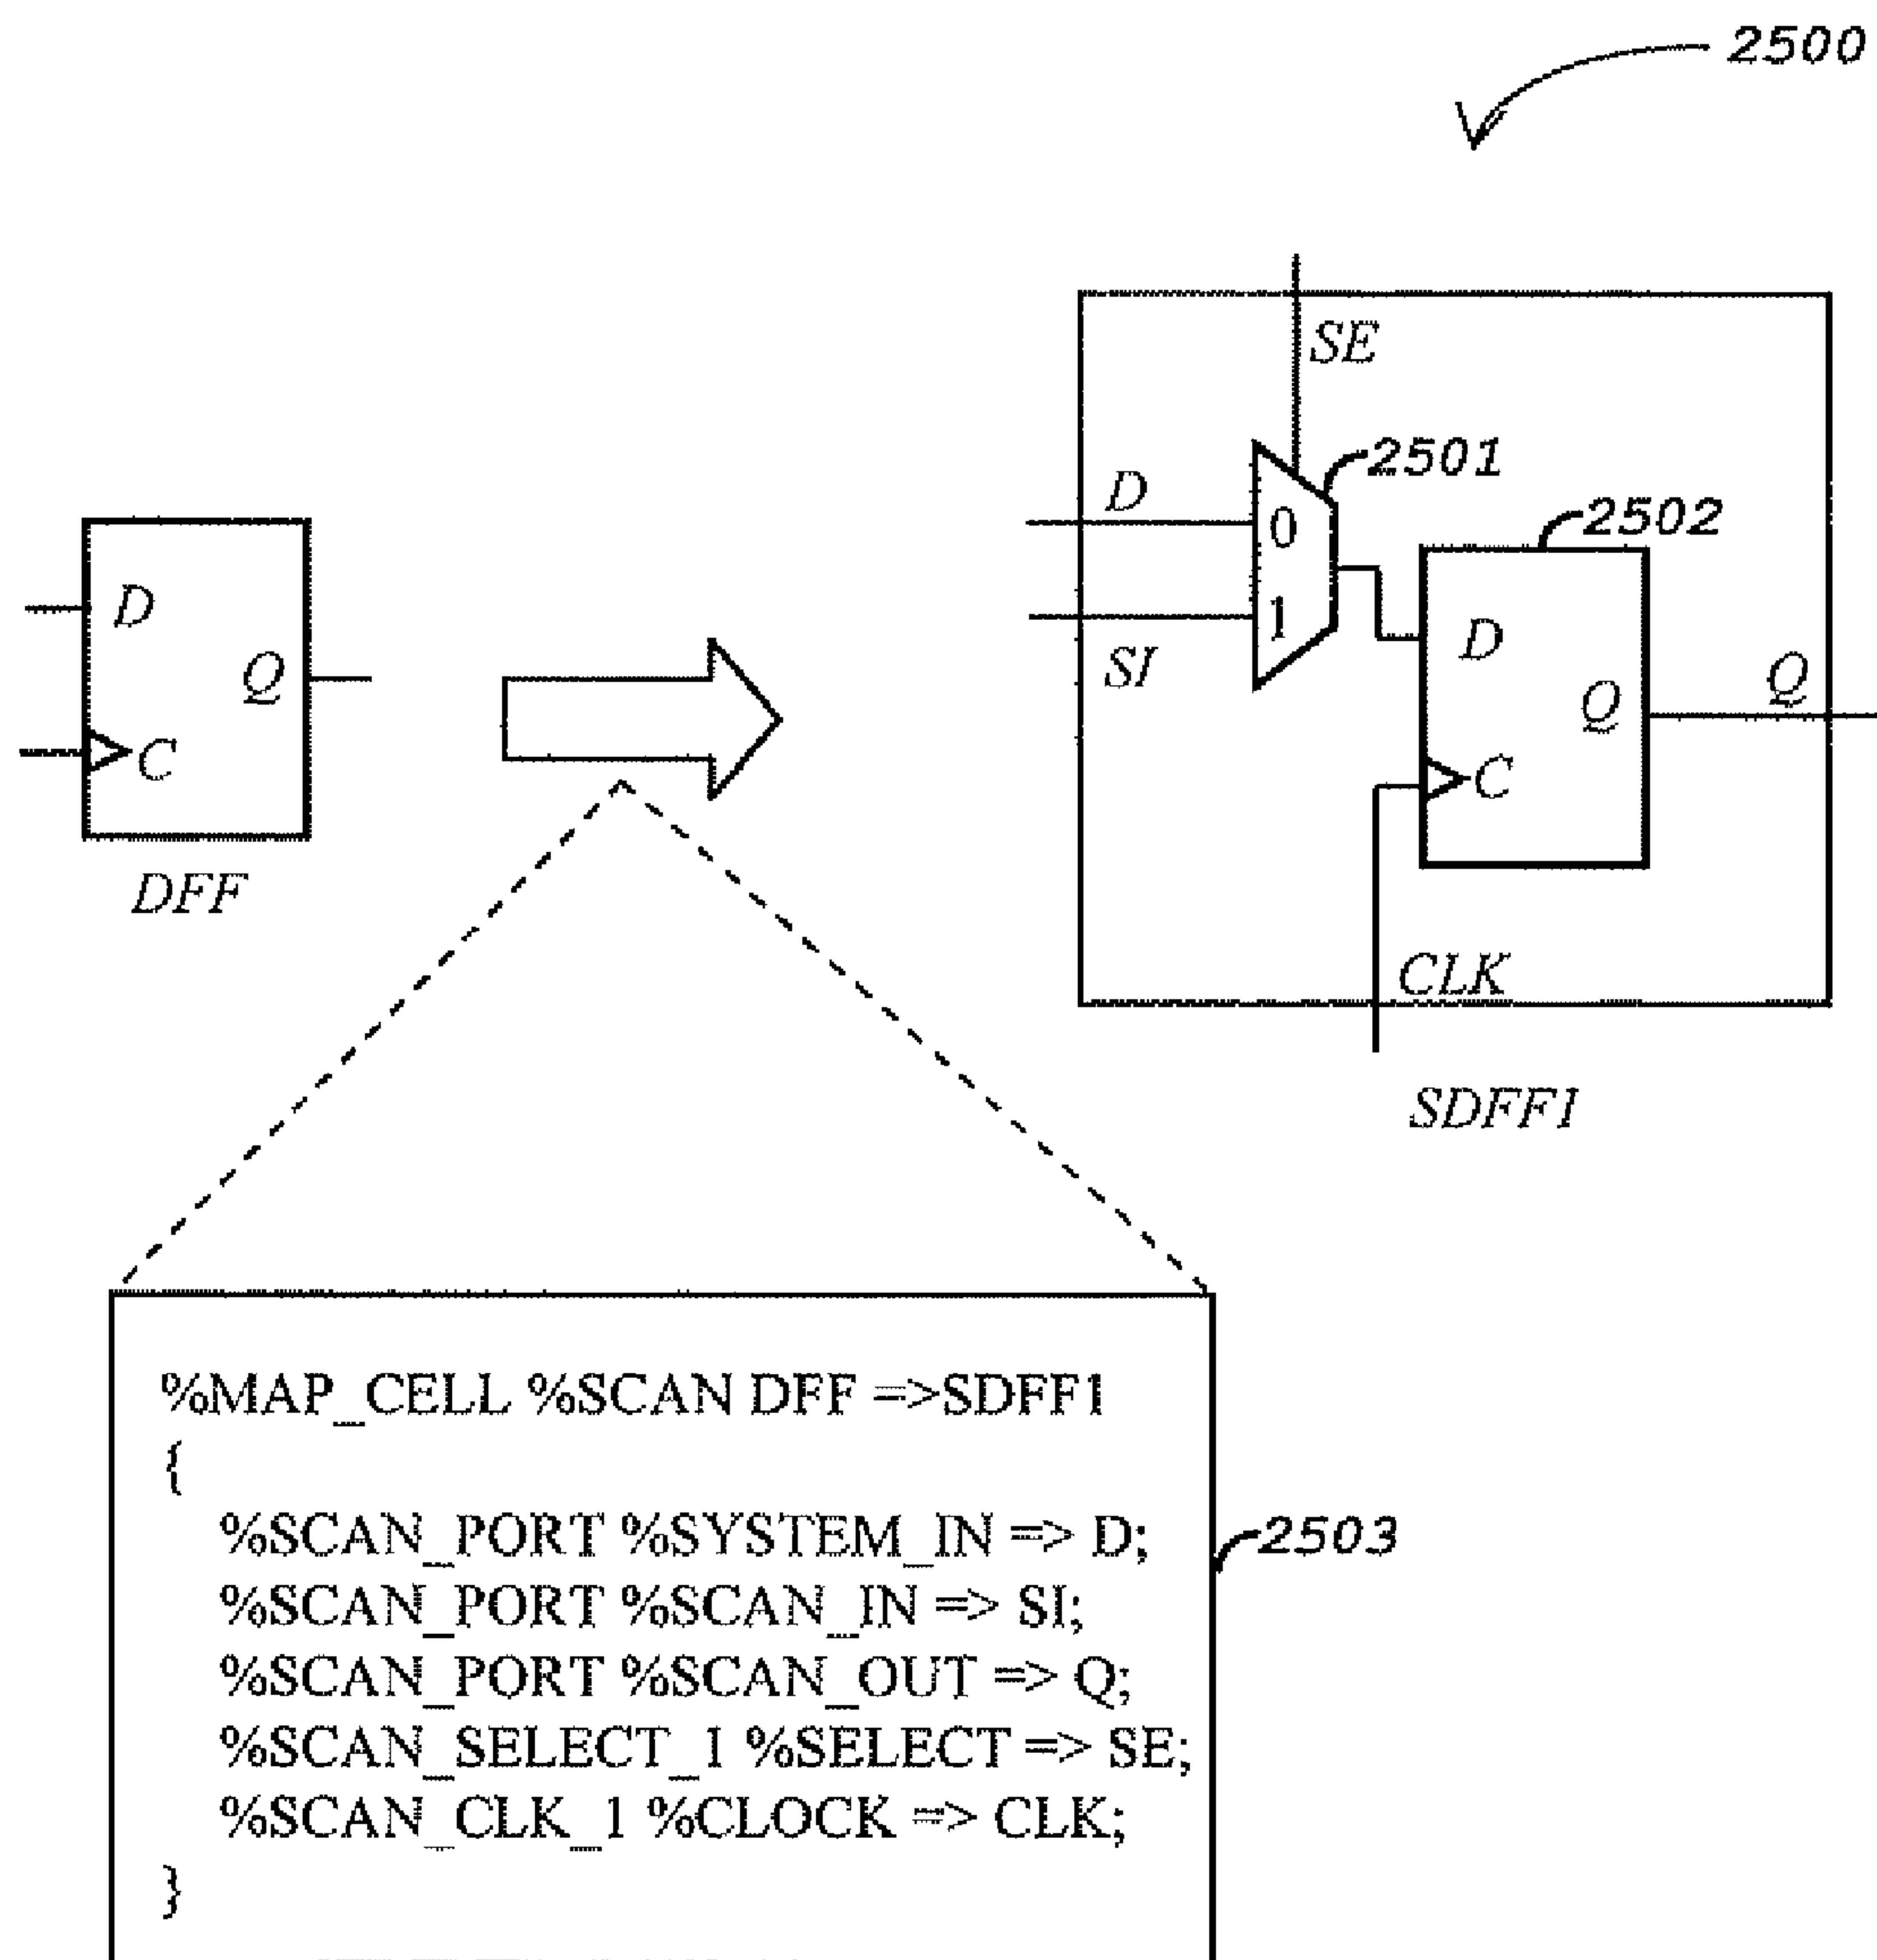 2500
SE
2501
D
0
2502
D
1
D
SI
Q
Q
Q
C
C
DFF
CLK
SDFF1
%MAP_CELL %SCAN DFF =>SDFF1
{
%SCAN_PORT %SYSTEM_IN => D;
2503
%SCAN_PORT %SCAN_IN => SI;
%SCAN_PORT %SCAN_OUT => Q;
%SCAN_SELECT_1 %SELECT => SE;
%SCAN_CLK_1 %CLOCK => CLK;
}